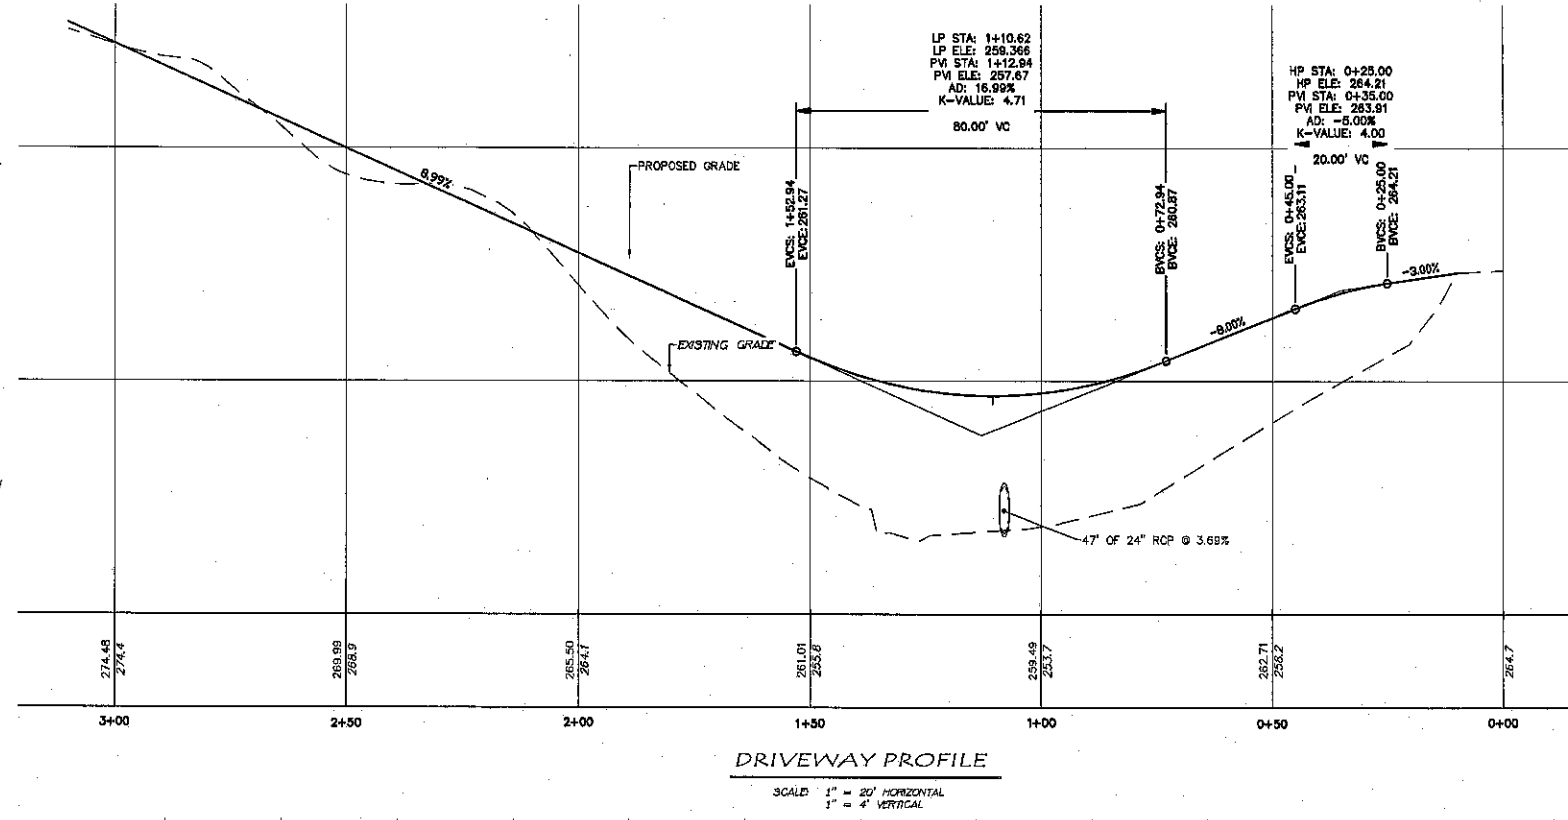 LP STA: 1+10.62
LP ELE: 259.366
PVI STA: 1+12.94
PVI ELE: 257.67
AD: 16.99%
K-VALUE: 4.71
80.00' VC
HP STA: 0+25.00
HP ELE: 264.21
PVI STA: 0+35.00
PVI ELE: 263.91
AD: -5.00%
K-VALUE: 4.00
20.00' VC
PROPOSED GRADE
8.99%
EVCS: 1+52.94
EVCE: 261.27
BVCS: 0+72.94
BVCE: 260.87
EVCS: 0+45.00
EVCE: 263.11
BVCS: 0+25.00
BVCE: 264.21
-3.00%
-8.00%
EXISTING GRADE
47' OF 24" RCP @ 3.69%
274.48
274.4
269.99
268.9
265.50
264.1
261.01
255.8
259.49
253.7
262.71
258.2
264.7
3+00
2+50
2+00
1+50
1+00
0+50
0+00
DRIVEWAY PROFILE
SCALE: 1" = 20' HORIZONTAL
1" = 4' VERTICAL